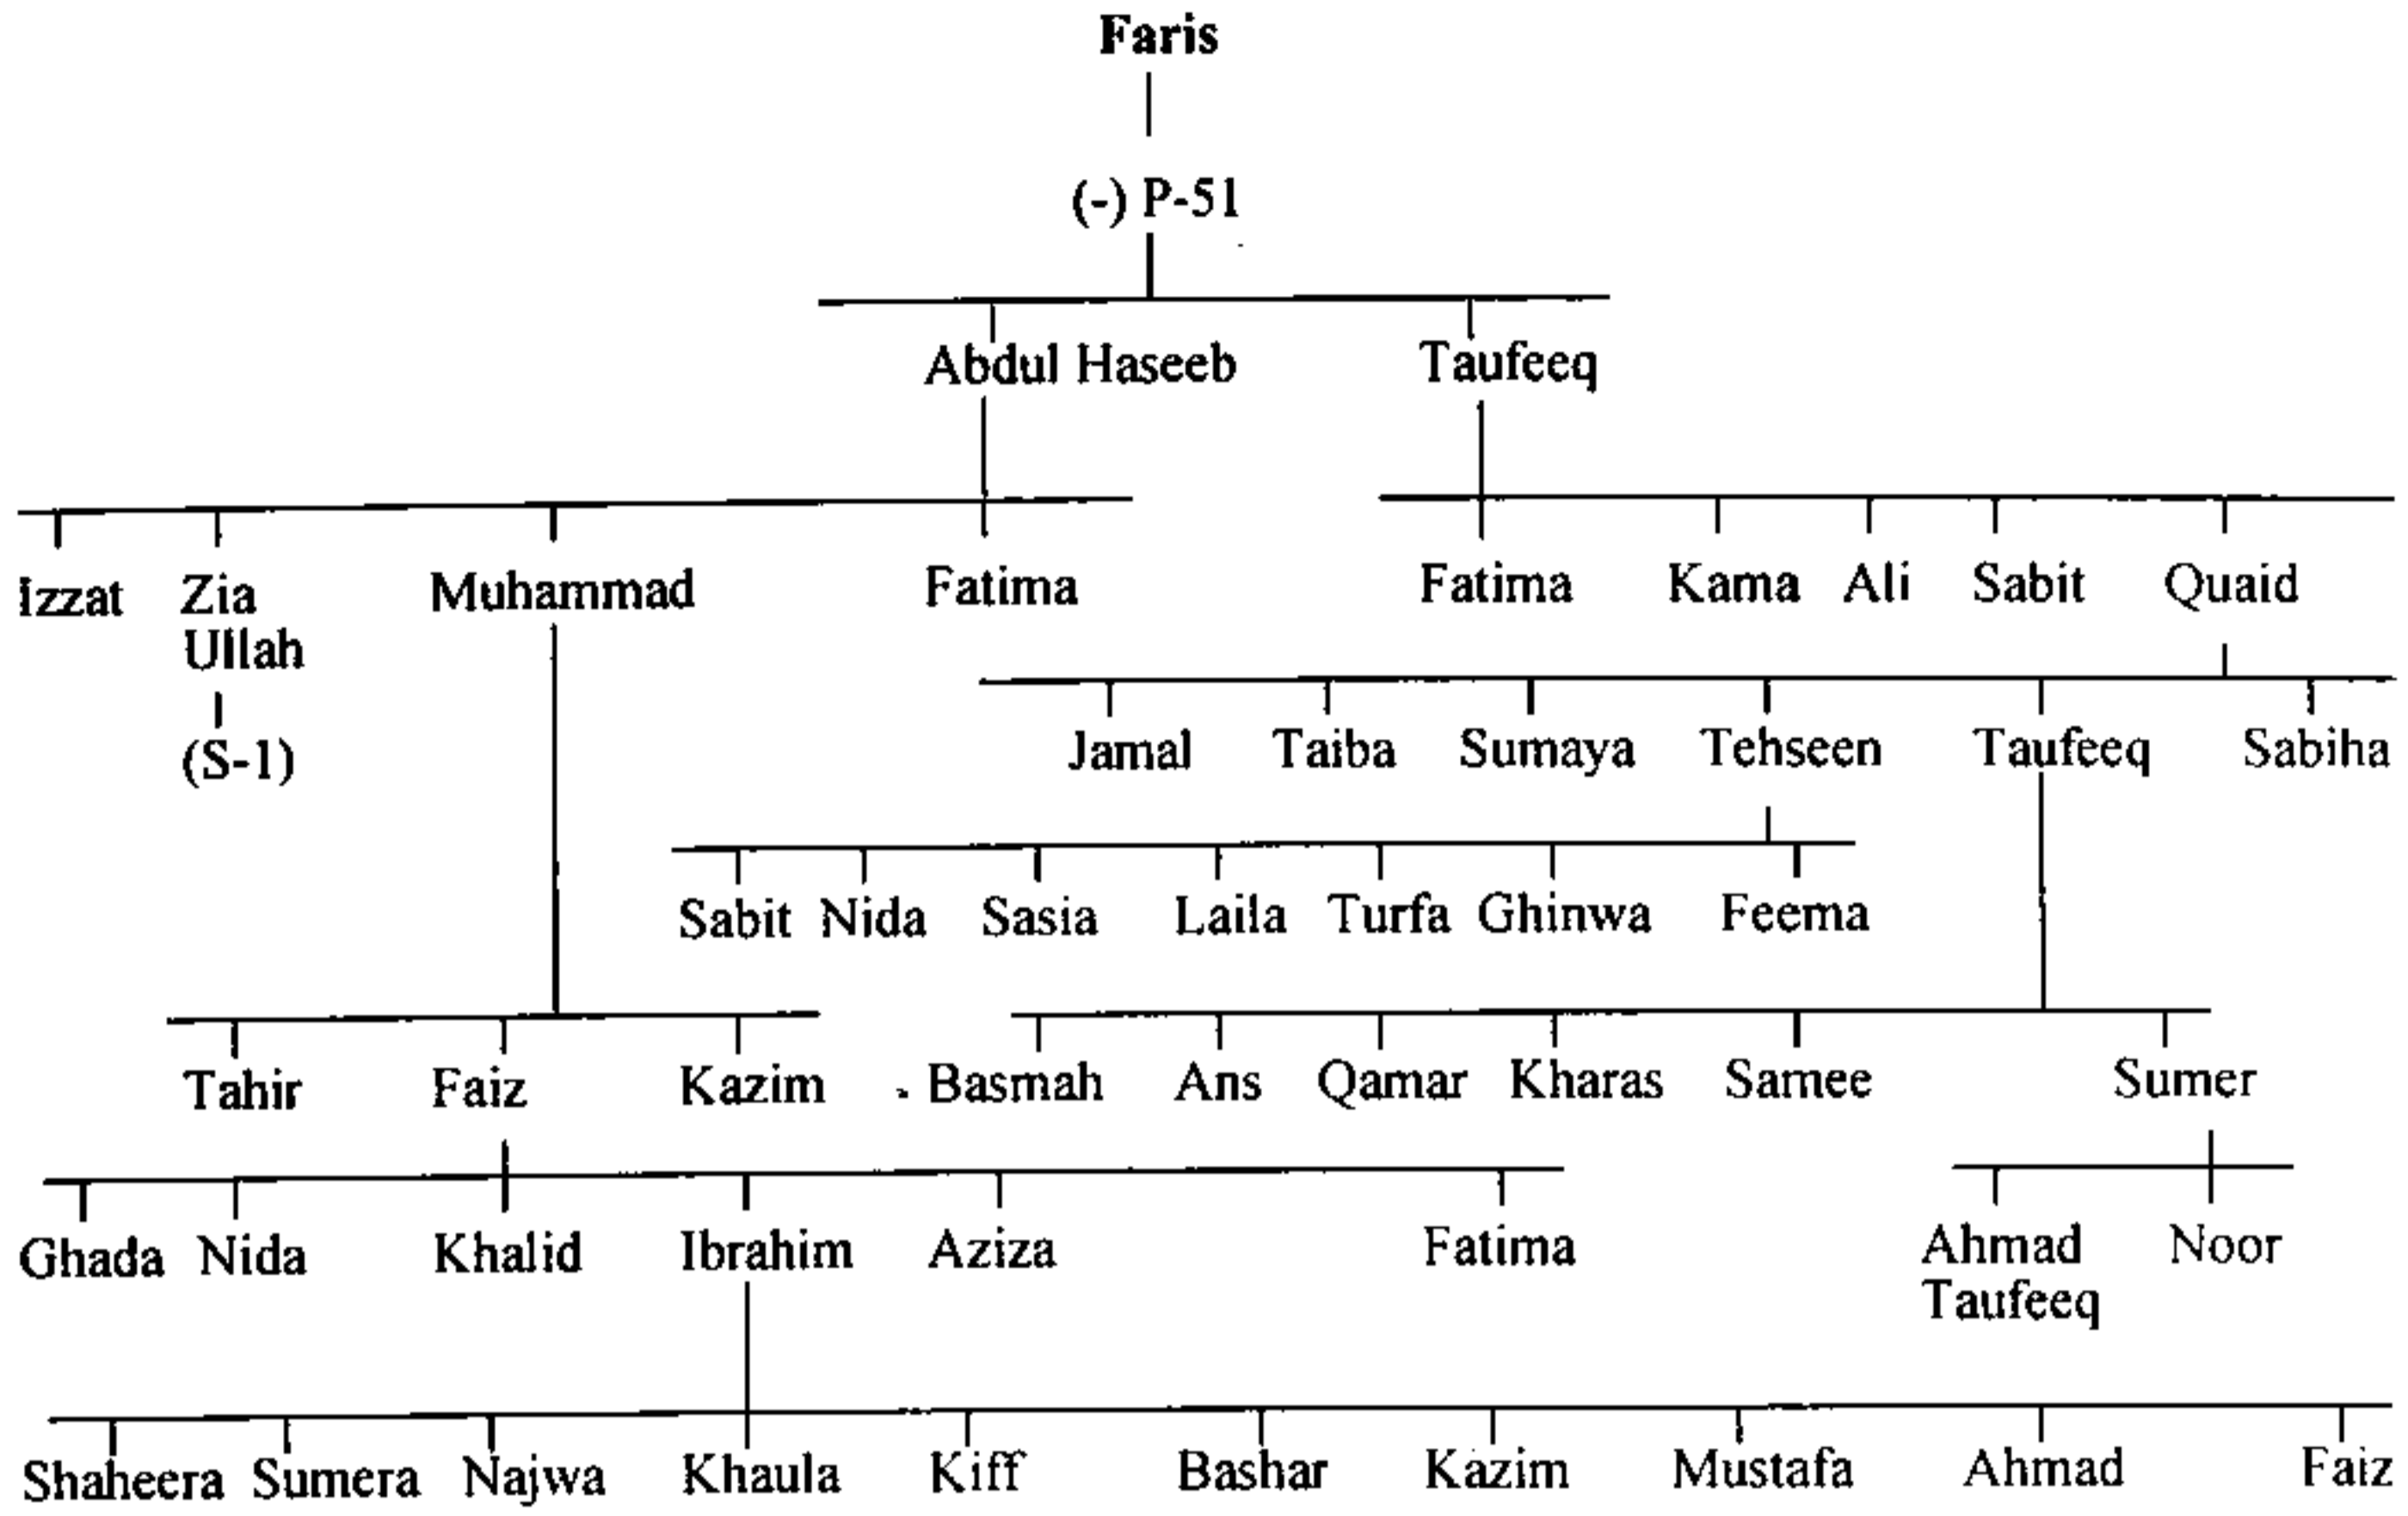 Faris
(-) P-51
Abdul Haseeb Taufeeq
Izzat Zia Muhammad Fatima Fatima Kama Ali Sabit Quaid
Ullah
(S-1)
Jamal Taiba Sumaya Tehseen Taufeeq Sabiha
Sabit Nida Sasia Laila Turfa Ghinwa Feema
Tahir Faiz Kazim Basmah Ans Qamar Kharas Samee Sumer
Ghada Nida Khalid Ibrahim Aziza Fatima Ahmad Noor
Taufeeq
Shaheera Sumera Najwa Khaula Kiff Bashar Kazim Mustafa Ahmad Faiz